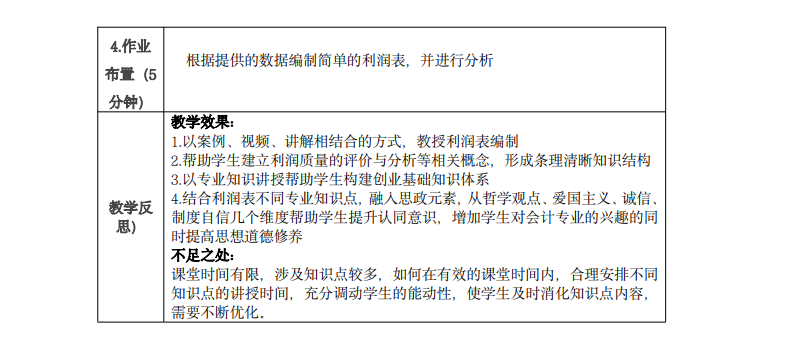 4.作业
布置（5
分钟）
根据提供的数据编制简单的利润表，并进行分析
教学反
思）
教学效果：
1.以案例、视频、讲解相结合的方式，教授利润表编制
2.帮助学生建立利润质量的评价与分析等相关概念，形成条理清晰知识结构
3.以专业知识讲授帮助学生构建创业基础知识体系
4.结合利润表不同专业知识点，融入思政元素，从哲学观点、爱国主义、诚信、
制度自信几个维度帮助学生提升认同意识，增加学生对会计专业的兴趣的同
时提高思想道德修养
不足之处：
课堂时间有限，涉及知识点较多，如何在有效的课堂时间内，合理安排不同
知识点的讲授时间，充分调动学生的能动性，使学生及时消化知识点内容，
需要不断优化。